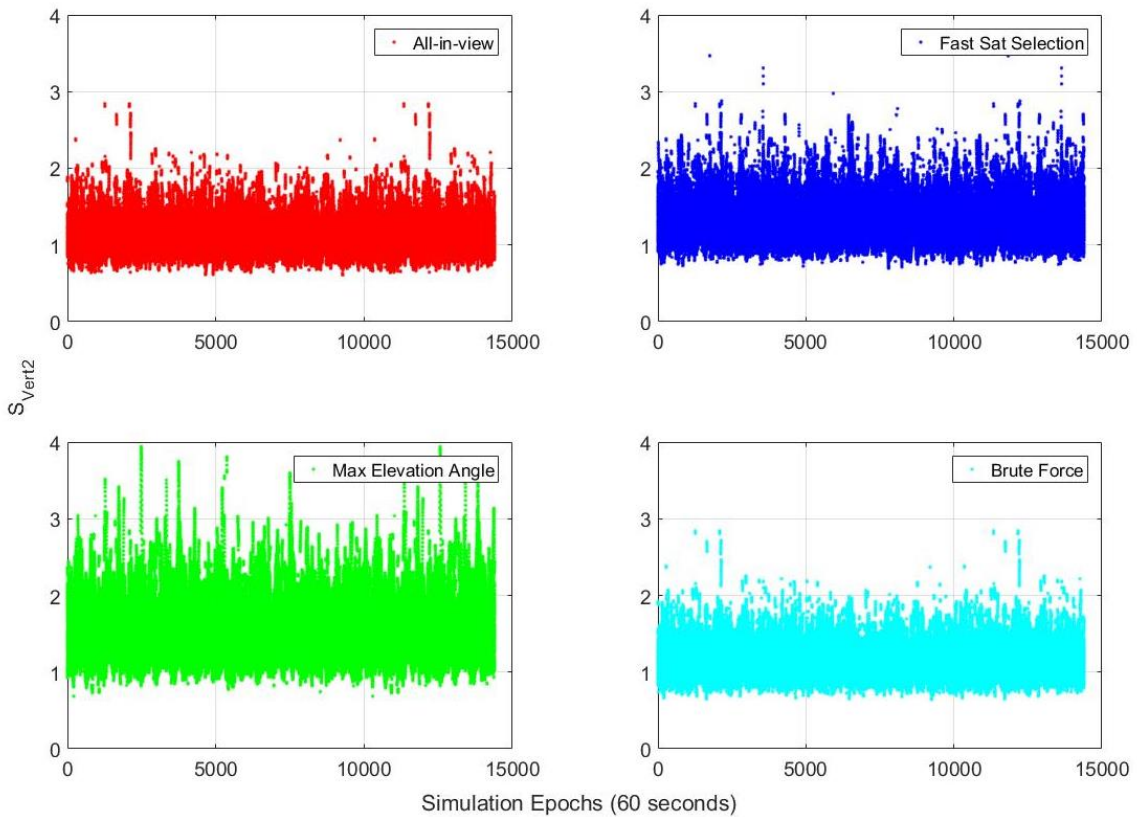 4
3
2
1
0
0 5000 10000 15000
All-in-view
4
3
2
1
0
0 5000 10000 15000
Fast Sat Selection
S_Vert2
4
3
2
1
0
0 5000 10000 15000
Max Elevation Angle
4
3
2
1
0
0 5000 10000 15000
Brute Force
Simulation Epochs (60 seconds)